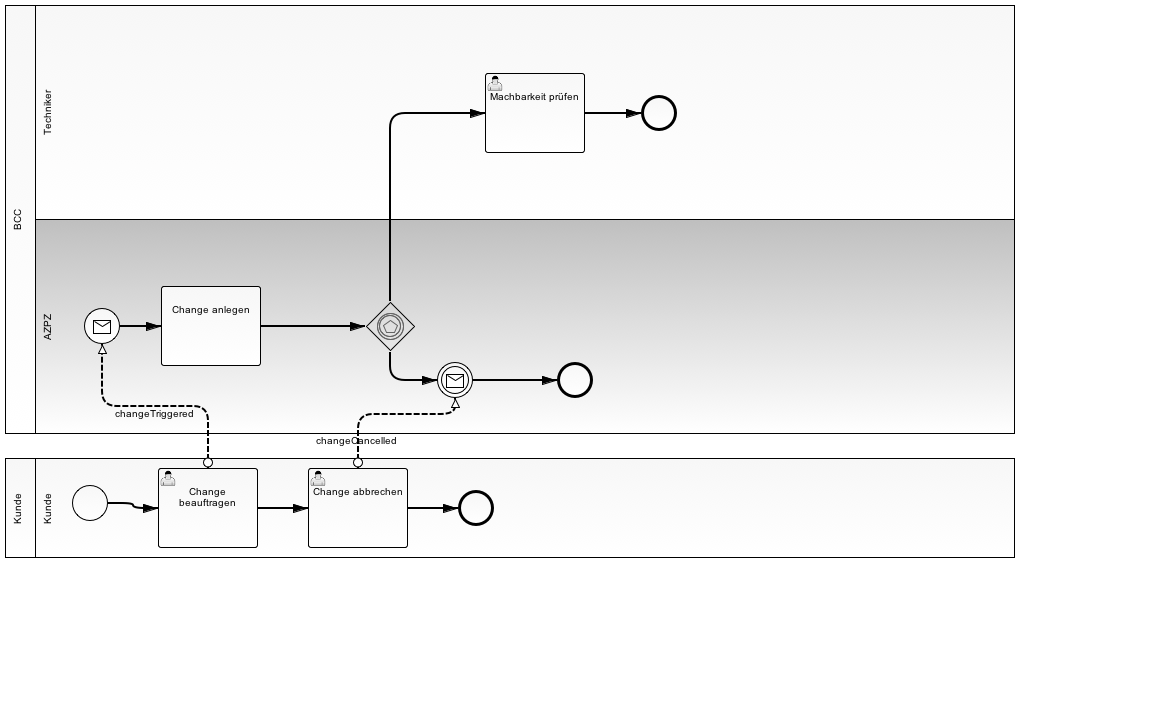 BCC
Techniker
Machbarkeit prüfen
AZPZ
Change anlegen
changeTriggered
changeCancelled
Kunde
Kunde
Change
beauftragen
Change abbrechen